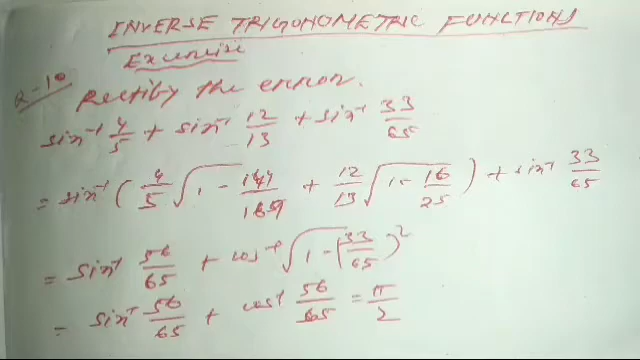 INVERSE TRIGONOMETRIC FUNCTIONS
Exercise
Q-10 Rectify the error.
sin⁻¹ 4/5 + sin⁻¹ 12/13 + sin⁻¹ 33/65
= sin⁻¹ ( 4/5 √(1 - 144/169) + 12/13 √(1 - 16/25) ) + sin⁻¹ 33/65
= sin⁻¹ 56/65 + cos⁻¹ √(1 - (33/65)²)
= sin⁻¹ 56/65 + cos⁻¹ 56/65 = π/2